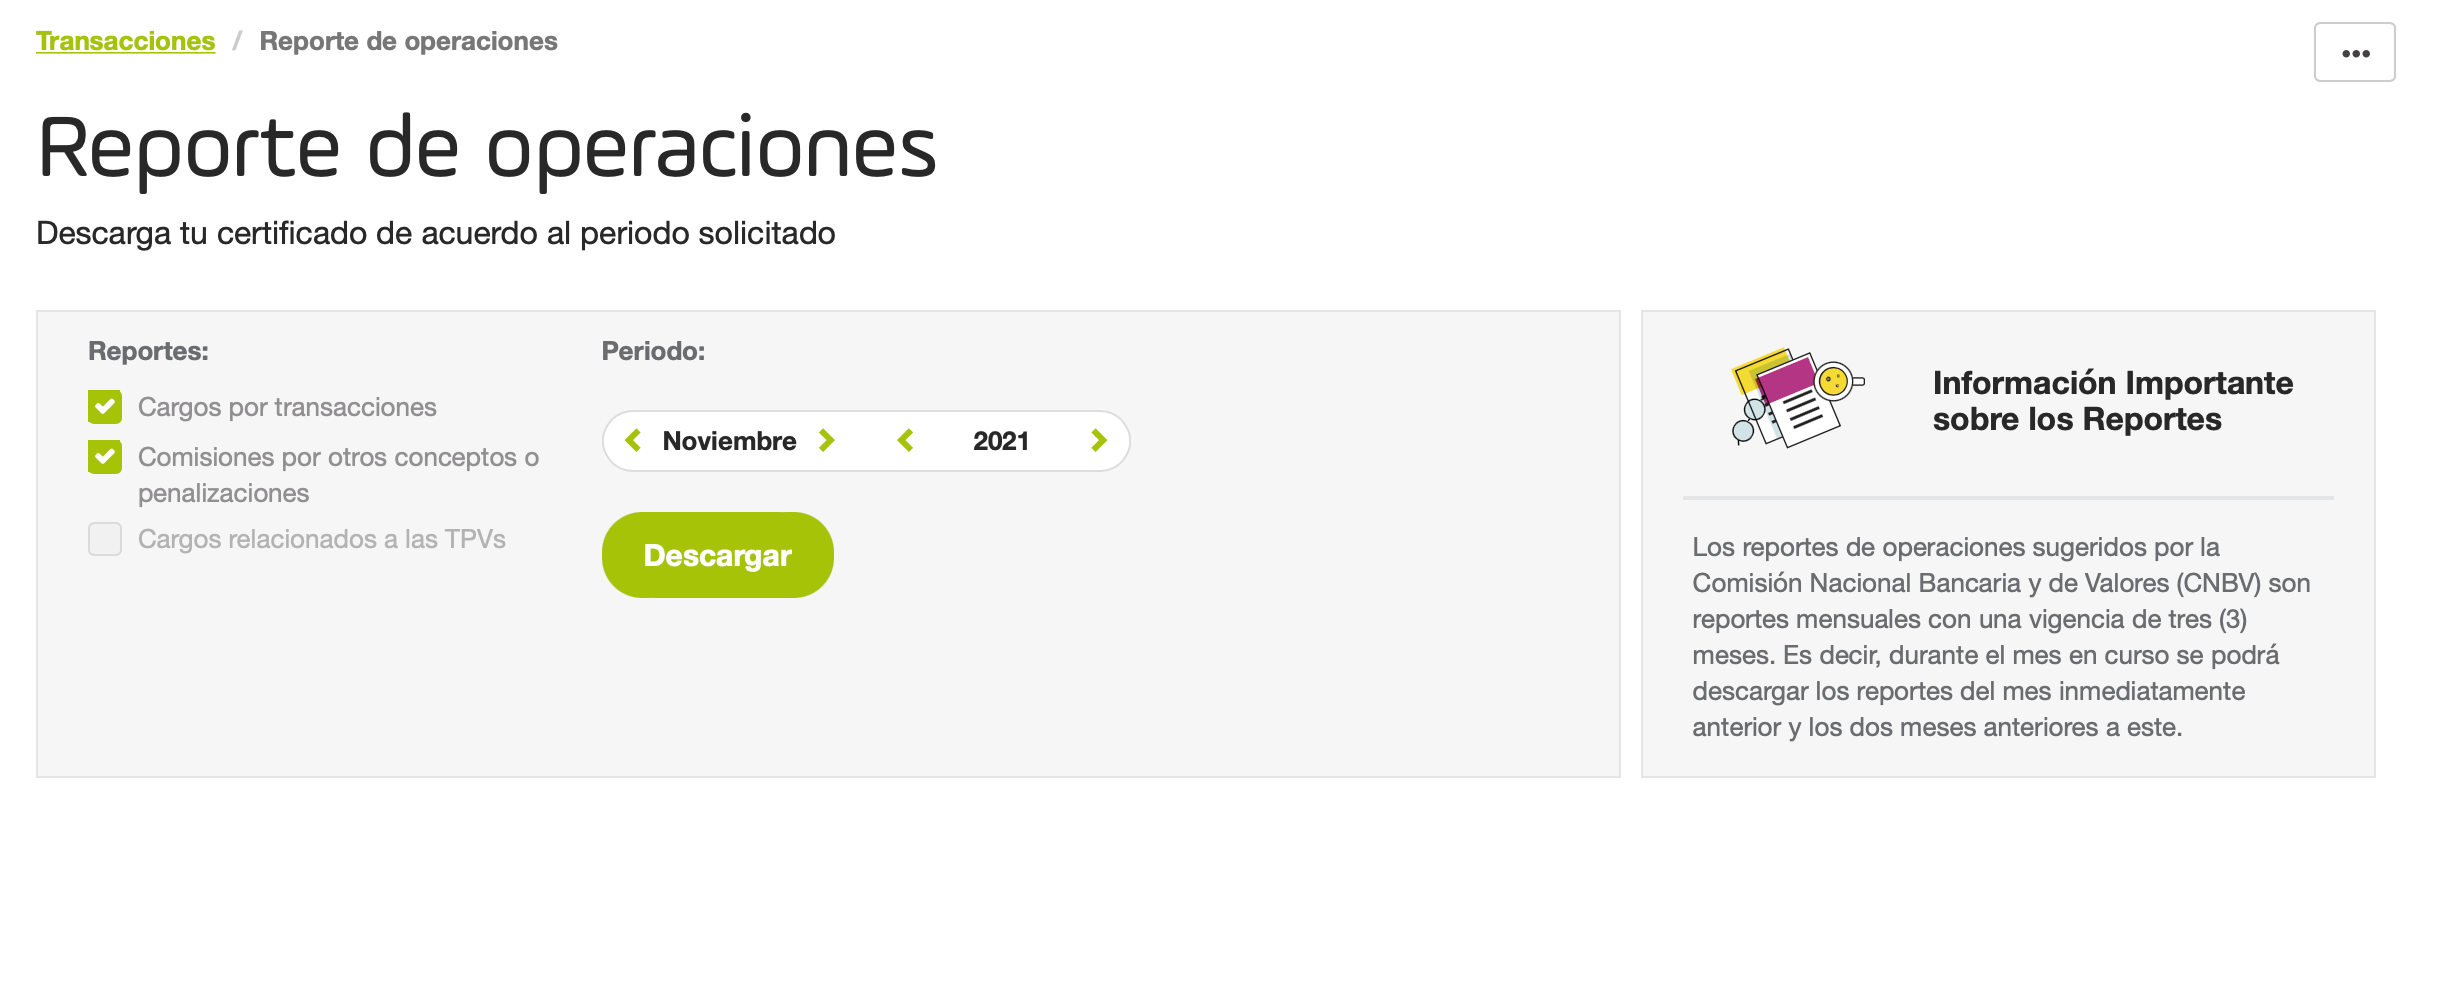 Transacciones / Reporte de operaciones
Reporte de operaciones
Descarga tu certificado de acuerdo al periodo solicitado
Reportes:
Cargos por transacciones
Comisiones por otros conceptos o
penalizaciones
Cargos relacionados a las TPVs
Periodo:
Noviembre 2021
Descargar
Información Importante
sobre los Reportes
Los reportes de operaciones sugeridos por la
Comisión Nacional Bancaria y de Valores (CNBV) son
reportes mensuales con una vigencia de tres (3)
meses. Es decir, durante el mes en curso se podrá
descargar los reportes del mes inmediatamente
anterior y los dos meses anteriores a este.